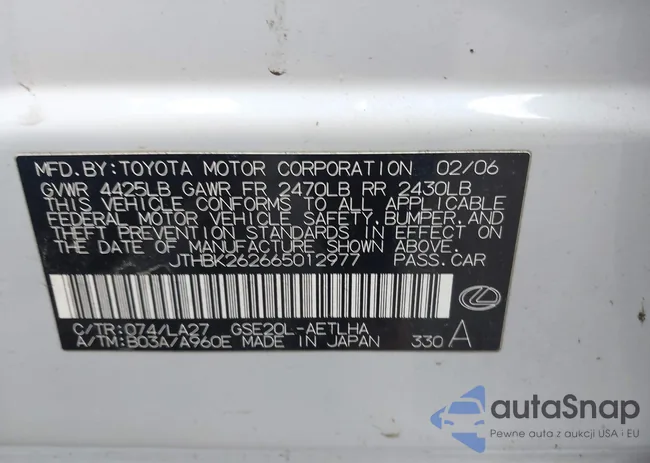 MFD. BY: TOYOTA MOTOR CORPORATION 02/06
GVWR 4425LB GAWR FR 2470LB RR 2430LB
THIS VEHICLE CONFORMS TO ALL APPLICABLE
FEDERAL MOTOR VEHICLE SAFETY, BUMPER, AND
THEFT PREVENTION STANDARDS IN EFFECT ON
THE DATE OF MANUFACTURE SHOWN ABOVE.
JTHBK262665012977 PASS. CAR
C/TR: 074/LA27 GSE20L-AETLHA
A/TM: B03A/A960E MADE IN JAPAN 330 A
autoSnap
Pewne auta z aukcji USA i EU